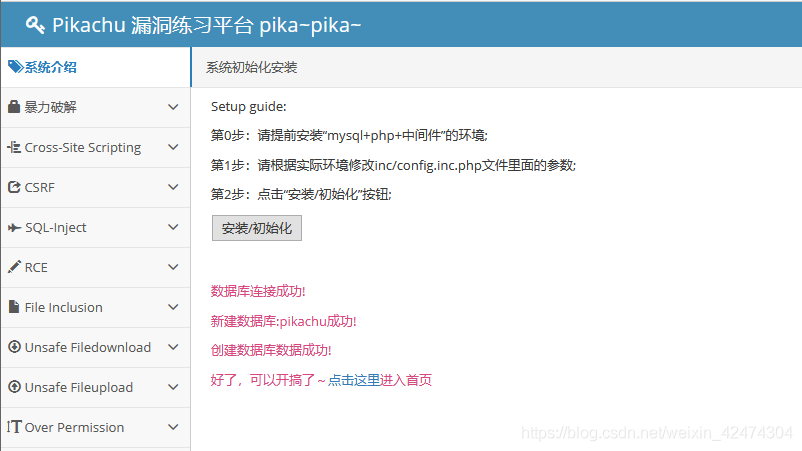 Pikachu 漏洞练习平台 pika~pika~
系统介绍
暴力破解
Cross-Site Scripting
CSRF
SQL-Inject
RCE
File Inclusion
Unsafe Filedownload
Unsafe Fileupload
Over Permission
系统初始化安装
Setup guide:
第0步：请提前安装“mysql+php+中间件”的环境;
第1步：请根据实际环境修改inc/config.inc.php文件里面的参数;
第2步：点击“安装/初始化”按钮;
安装/初始化
数据库连接成功!
新建数据库:pikachu成功!
创建数据库数据成功!
好了，可以开搞了～点击这里进入首页
https://blog.csdn.net/weixin_42474304